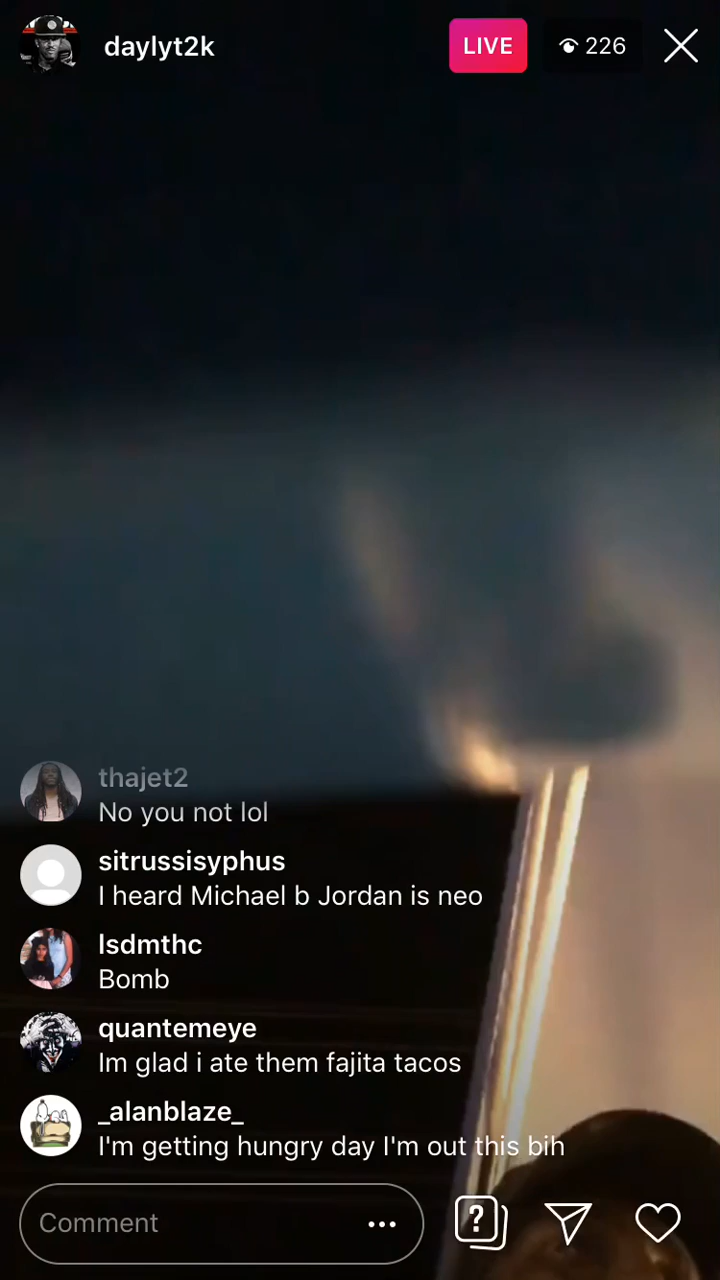 daylyt2k
LIVE
226
thajet2
No you not lol
sitrussisyphus
I heard Michael b Jordan is neo
lsdmthc
Bomb
quantemeye
Im glad i ate them fajita tacos
_alanblaze_
I'm getting hungry day I'm out this bih
Comment
?